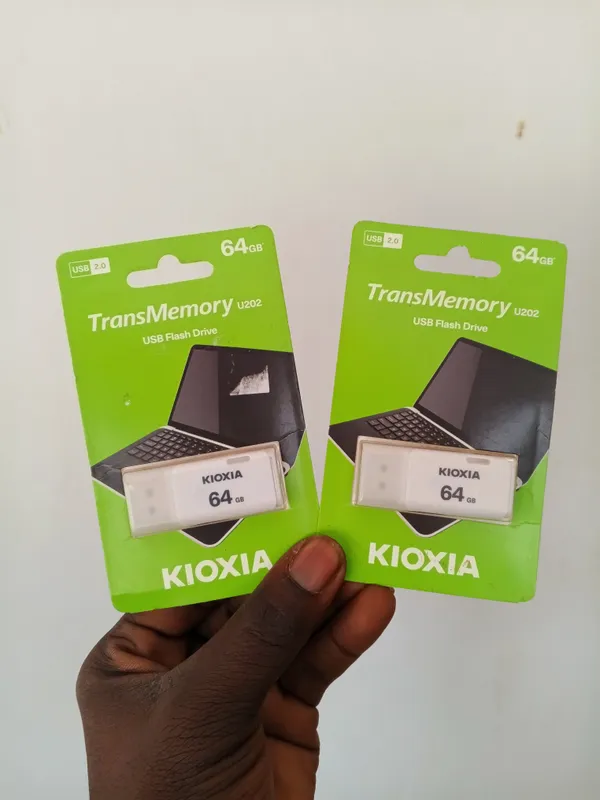 USB 2.0
64GB
TransMemory U202
USB Flash Drive
KIOXIA
64 GB
KIOXIA
USB 2.0
64GB
TransMemory U202
USB Flash Drive
KIOXIA
64 GB
KIOXIA